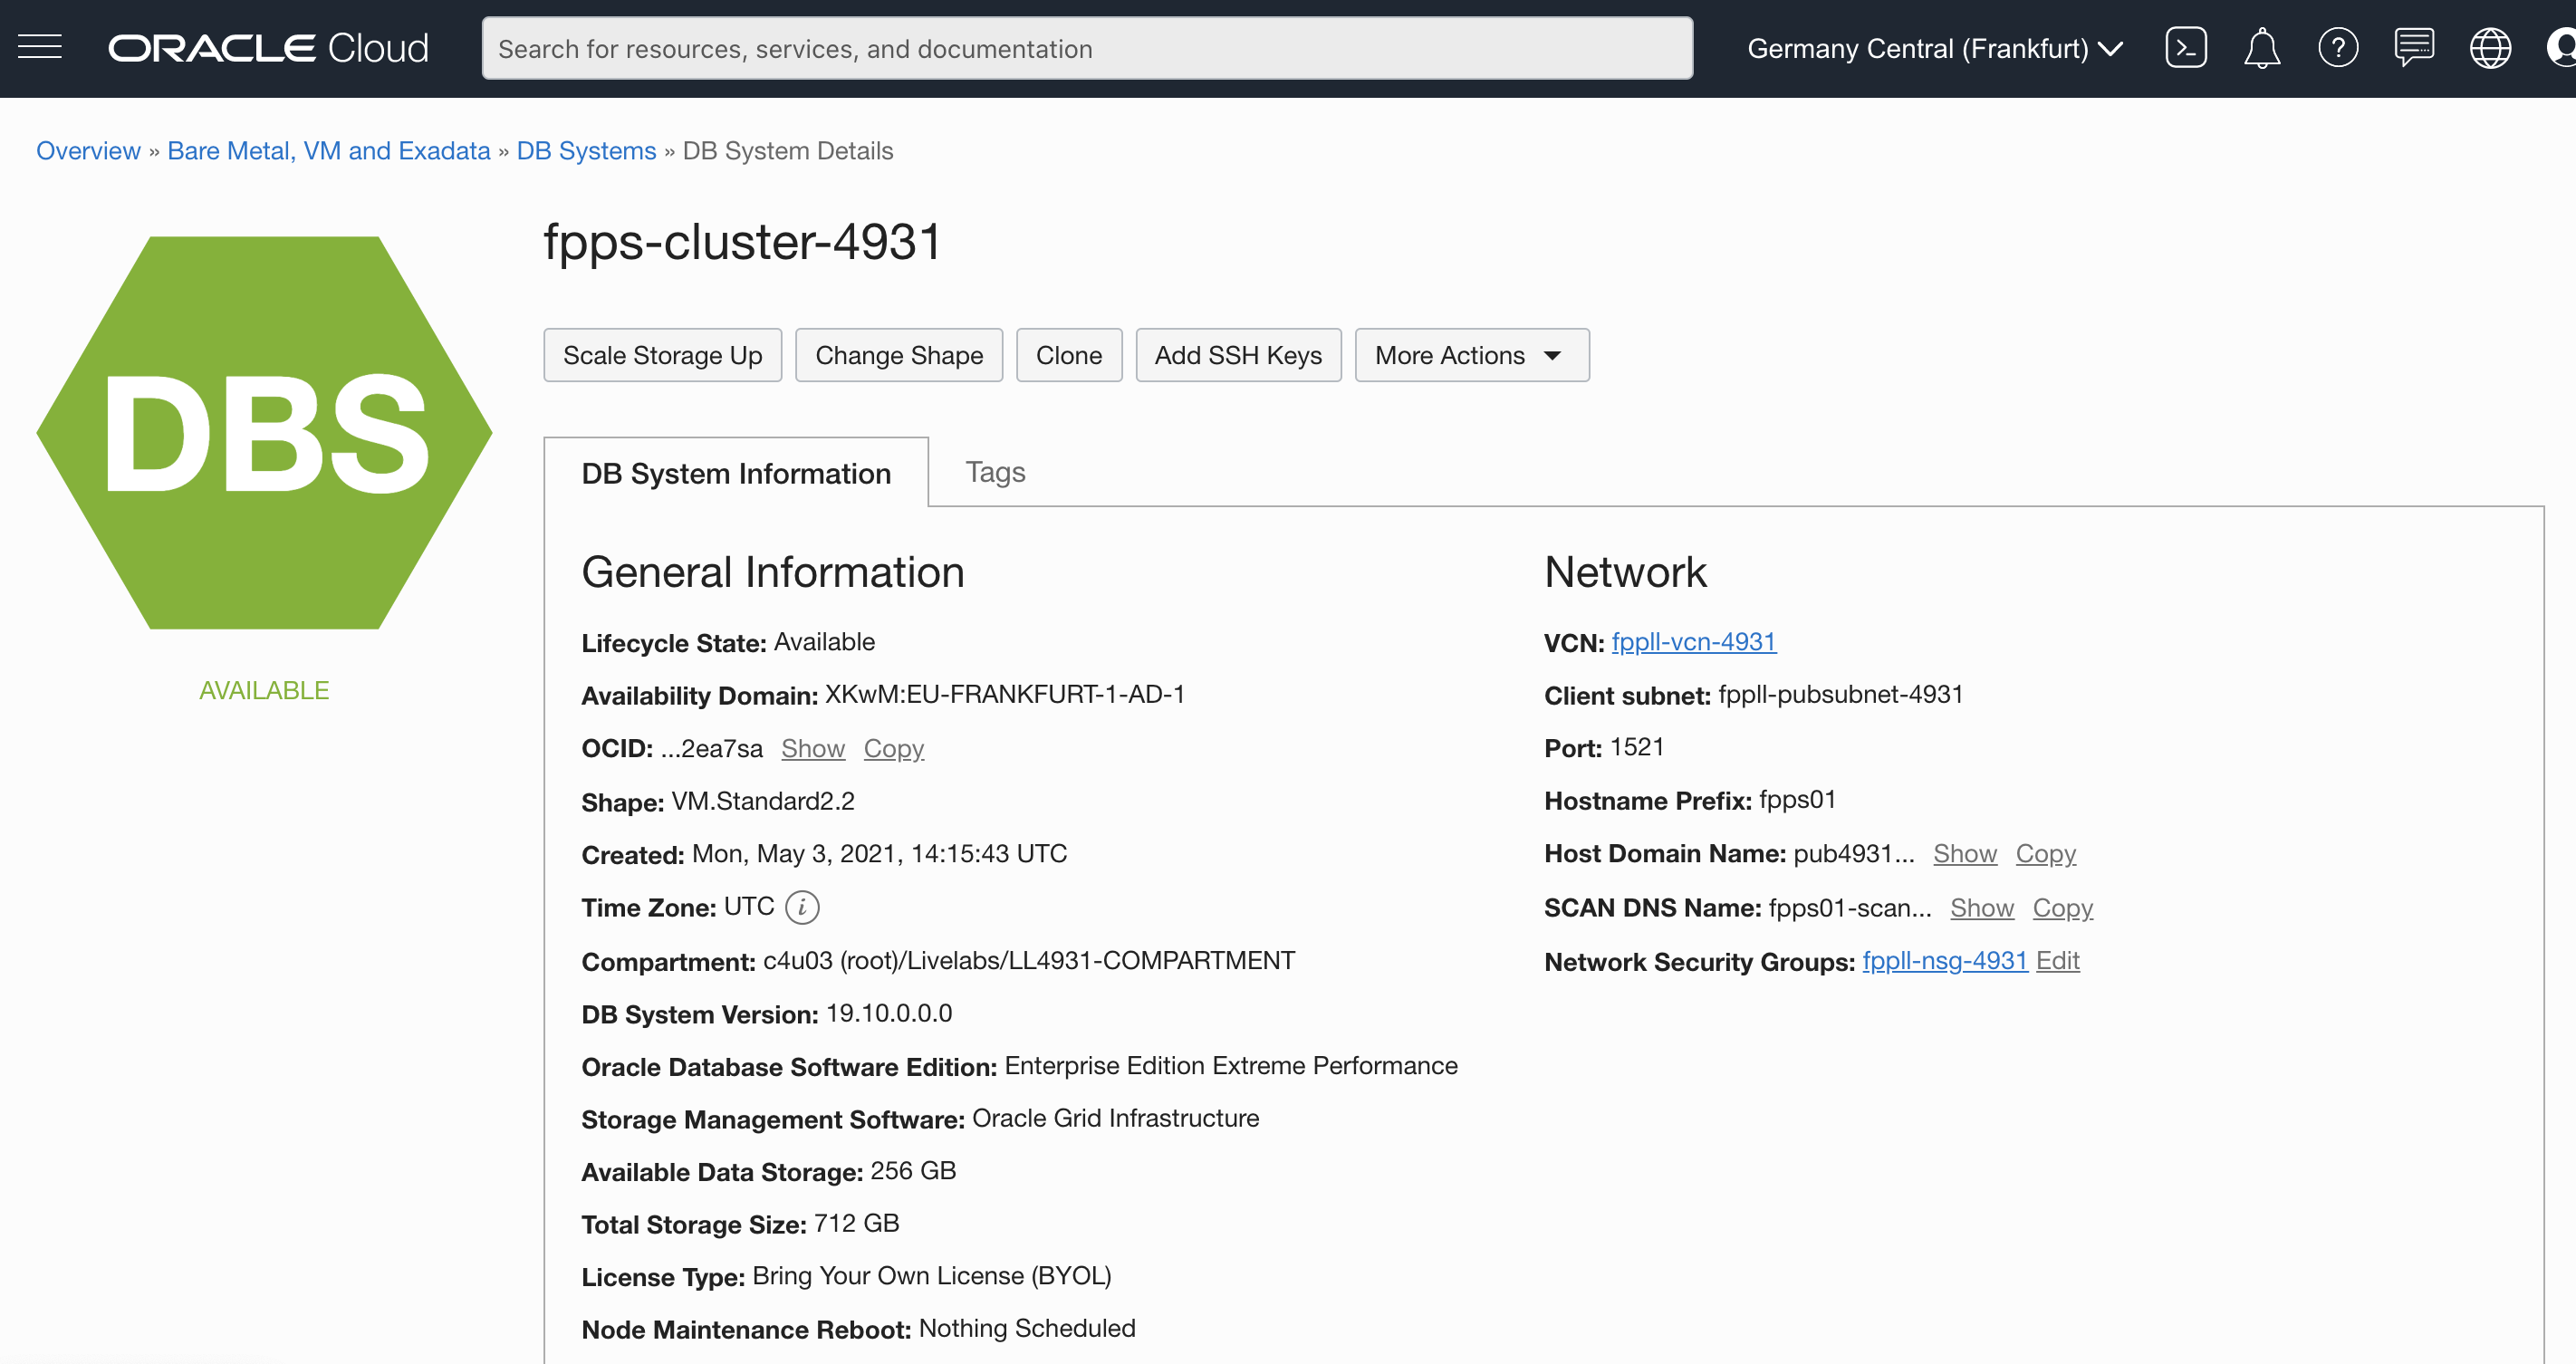 ORACLE Cloud
Search for resources, services, and documentation
Germany Central (Frankfurt)
Overview » Bare Metal, VM and Exadata » DB Systems » DB System Details
DBS
AVAILABLE
fpps-cluster-4931
Scale Storage Up
Change Shape
Clone
Add SSH Keys
More Actions
DB System Information
Tags
General Information
Lifecycle State: Available
Availability Domain: XKwM:EU-FRANKFURT-1-AD-1
OCID: ...2ea7sa Show Copy
Shape: VM.Standard2.2
Created: Mon, May 3, 2021, 14:15:43 UTC
Time Zone: UTC i
Compartment: c4u03 (root)/Livelabs/LL4931-COMPARTMENT
DB System Version: 19.10.0.0.0
Oracle Database Software Edition: Enterprise Edition Extreme Performance
Storage Management Software: Oracle Grid Infrastructure
Available Data Storage: 256 GB
Total Storage Size: 712 GB
License Type: Bring Your Own License (BYOL)
Node Maintenance Reboot: Nothing Scheduled
Network
VCN: fppll-vcn-4931
Client subnet: fppll-pubsubnet-4931
Port: 1521
Hostname Prefix: fpps01
Host Domain Name: pub4931... Show Copy
SCAN DNS Name: fpps01-scan... Show Copy
Network Security Groups: fppll-nsg-4931 Edit